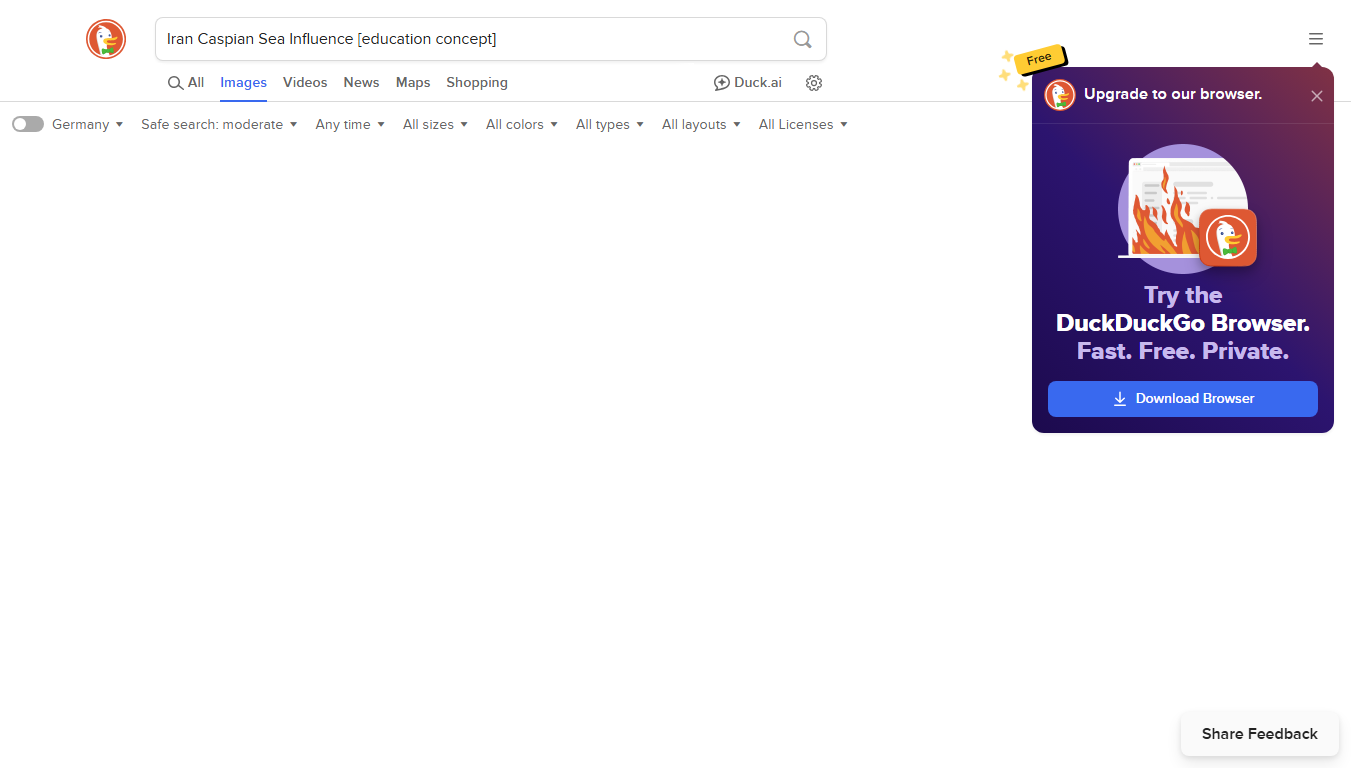 Iran Caspian Sea Influence [education concept]
All Images Videos News Maps Shopping Duck.ai
Germany Safe search: moderate Any time All sizes All colors All types All layouts All Licenses
Free
Upgrade to our browser.
Try the
DuckDuckGo Browser.
Fast. Free. Private.
Download Browser
Share Feedback